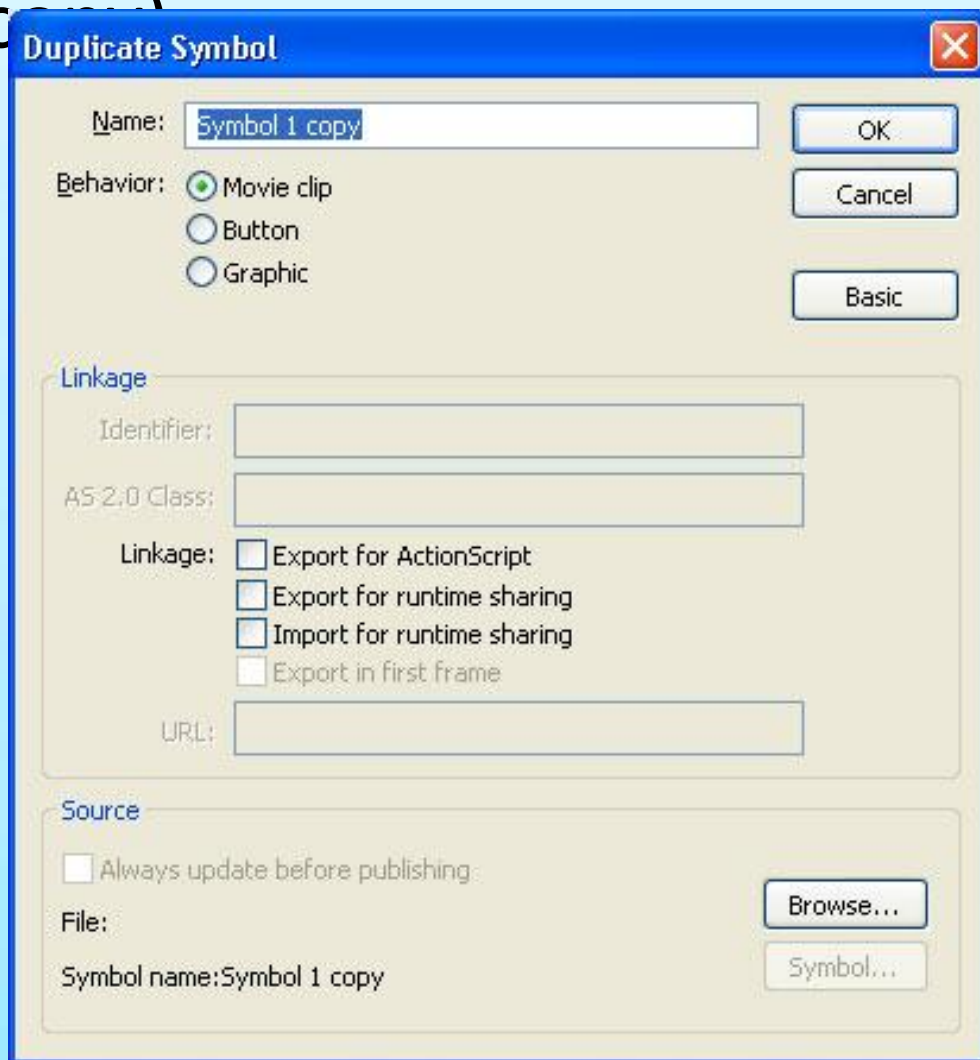 copy)
Duplicate Symbol
Name: Symbol 1 copy
OK
Behavior: Movie clip
Cancel
Button
Graphic
Basic
Linkage
Identifier:
AS 2.0 Class:
Linkage: Export for ActionScript
Export for runtime sharing
Import for runtime sharing
Export in first frame
URL:
Source
Always update before publishing
Browse...
File:
Symbol name:Symbol 1 copy
Symbol...